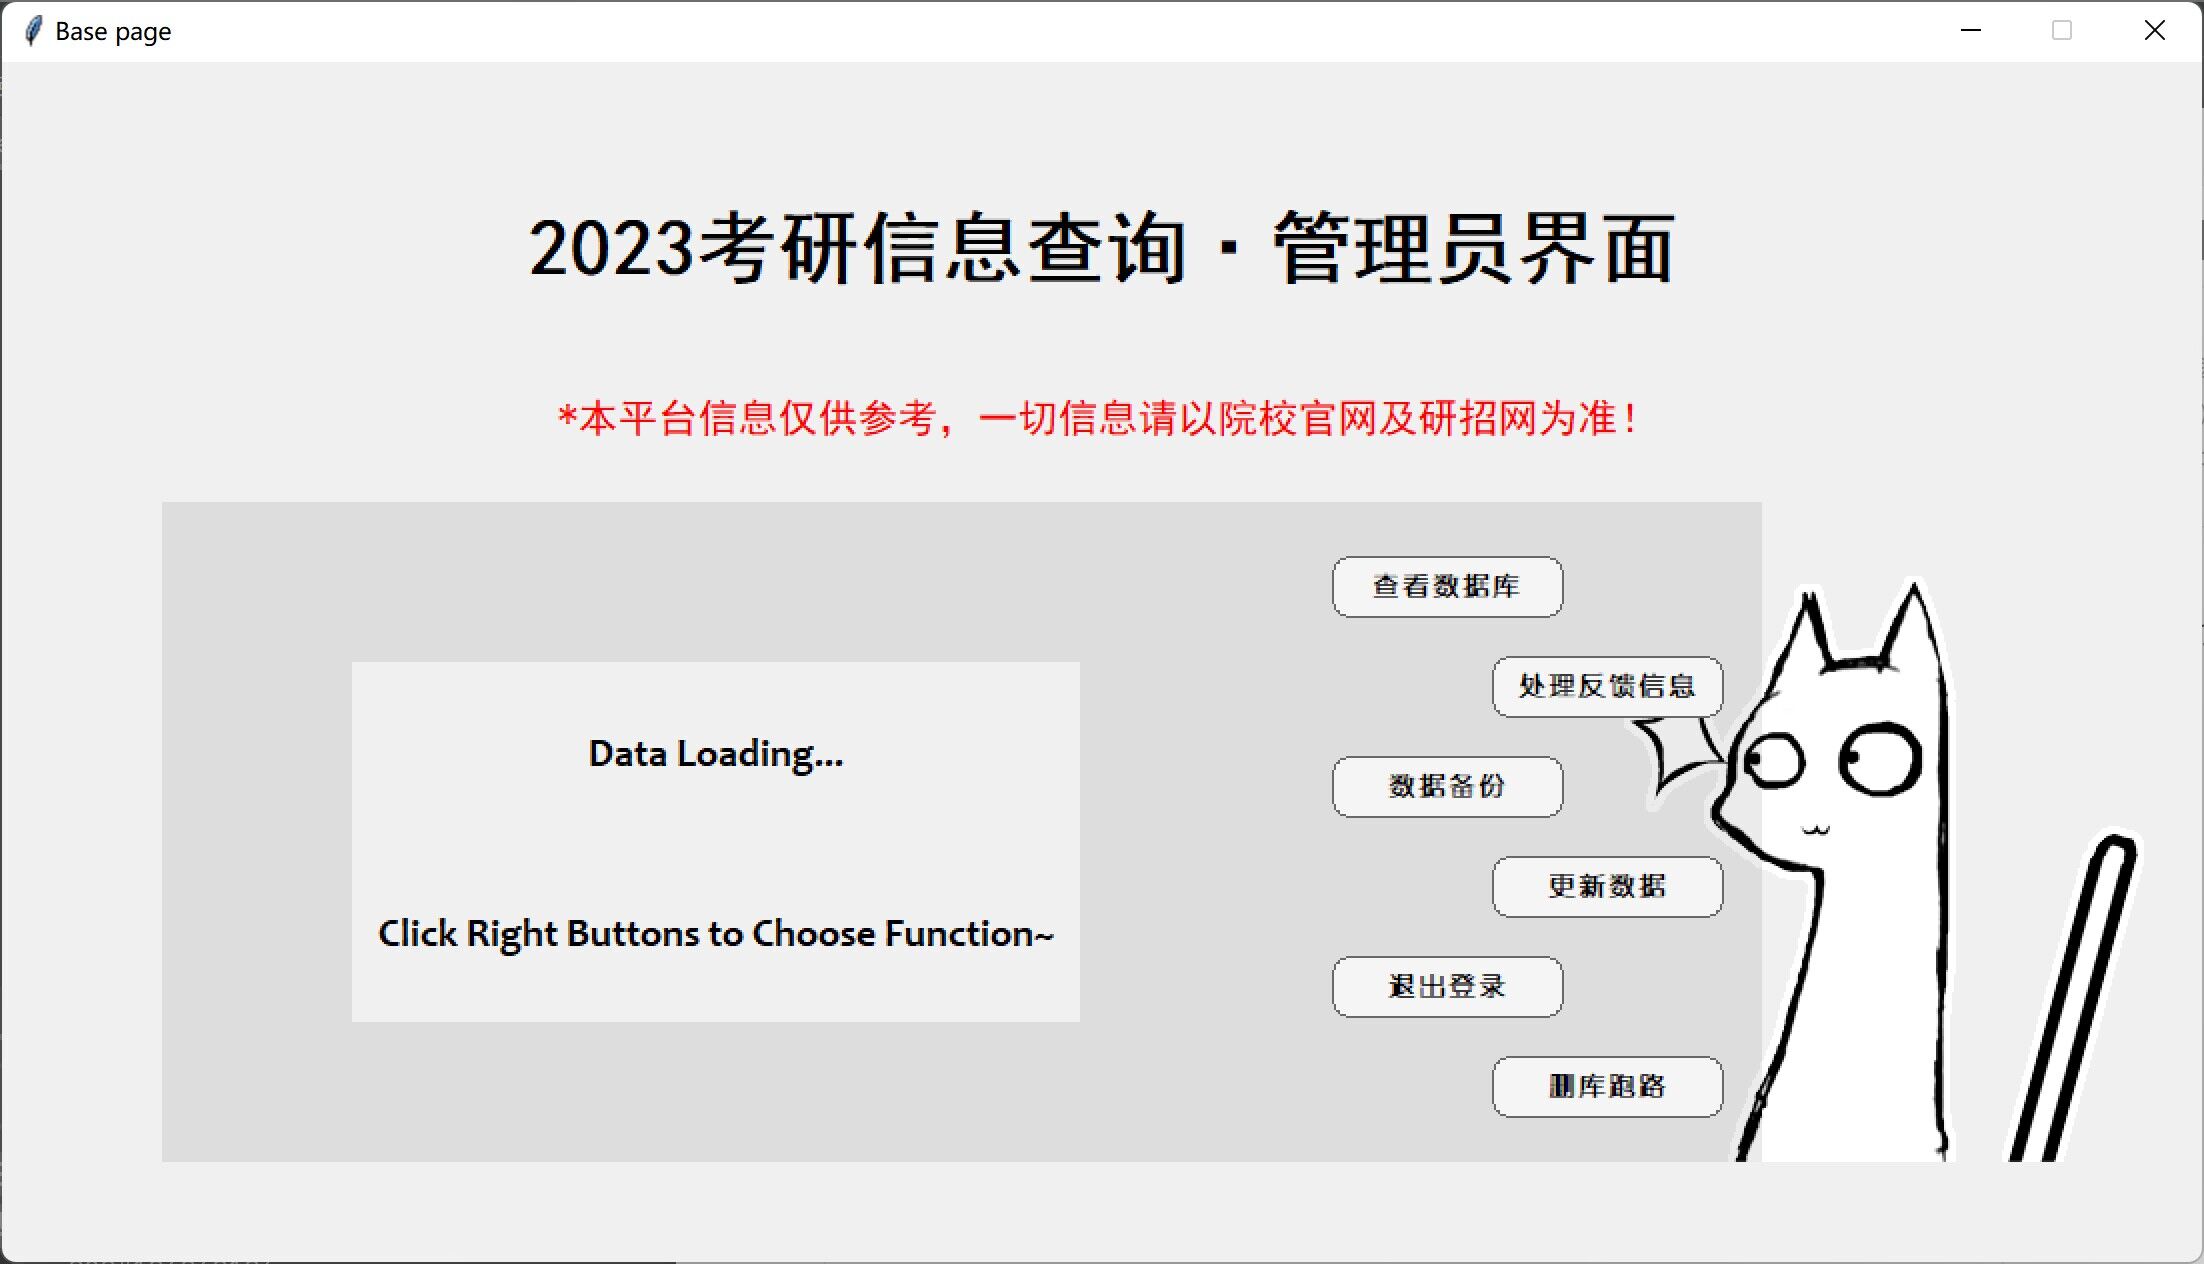 Base page
2023考研信息查询·管理员界面
*本平台信息仅供参考，一切信息请以院校官网及研招网为准！
查看数据库
处理反馈信息
Data Loading...
数据备份
更新数据
Click Right Buttons to Choose Function~
退出登录
删库跑路